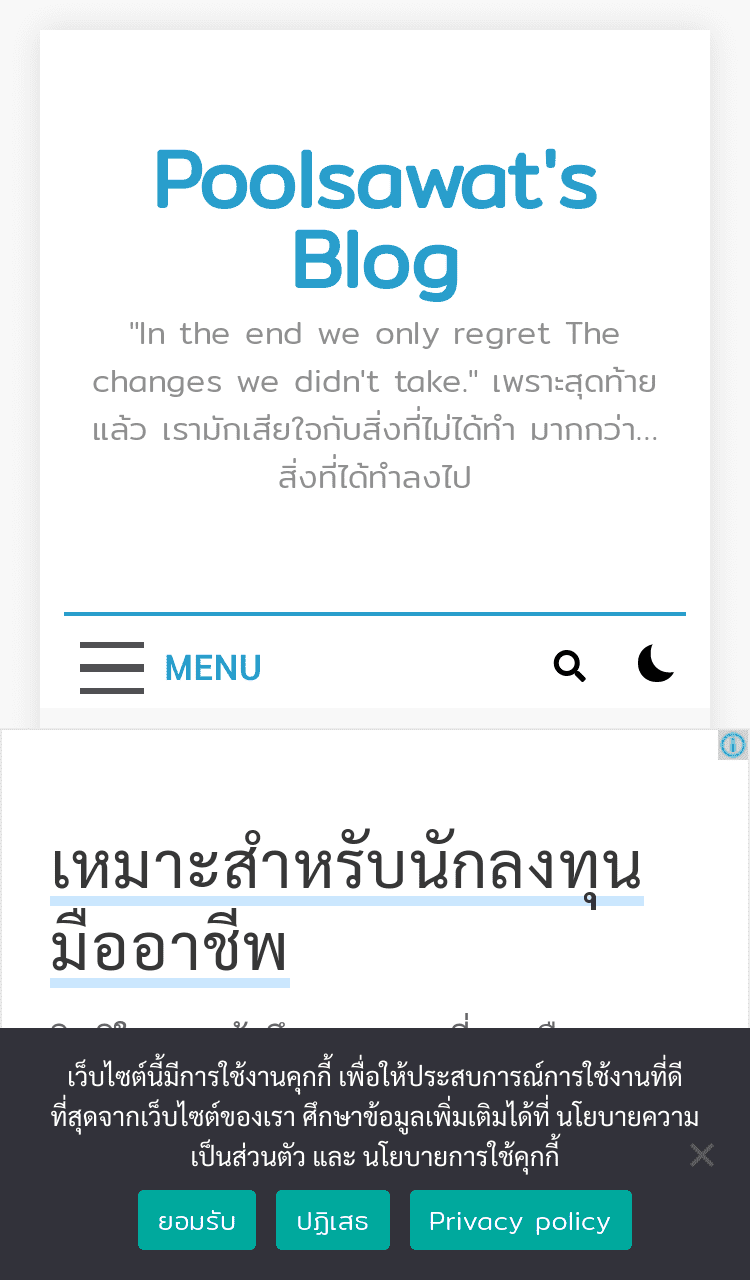 Poolsawat's
Blog
"In the end we only regret The
changes we didn't take." เพราะสุดท้าย
แล้ว เรามักเสียใจกับสิ่งที่ไม่ได้ทำ มากกว่า...
สิ่งที่ได้ทำลงไป
MENU
เหมาะสำหรับนักลงทุน
มืออาชีพ
เว็บไซต์นี้มีการใช้งานคุกกี้ เพื่อให้ประสบการณ์การใช้งานที่ดี
ที่สุดจากเว็บไซต์ของเรา ศึกษาข้อมูลเพิ่มเติมได้ที่ นโยบายความ
เป็นส่วนตัว และ นโยบายการใช้คุกกี้
ยอมรับ ปฏิเสธ Privacy policy